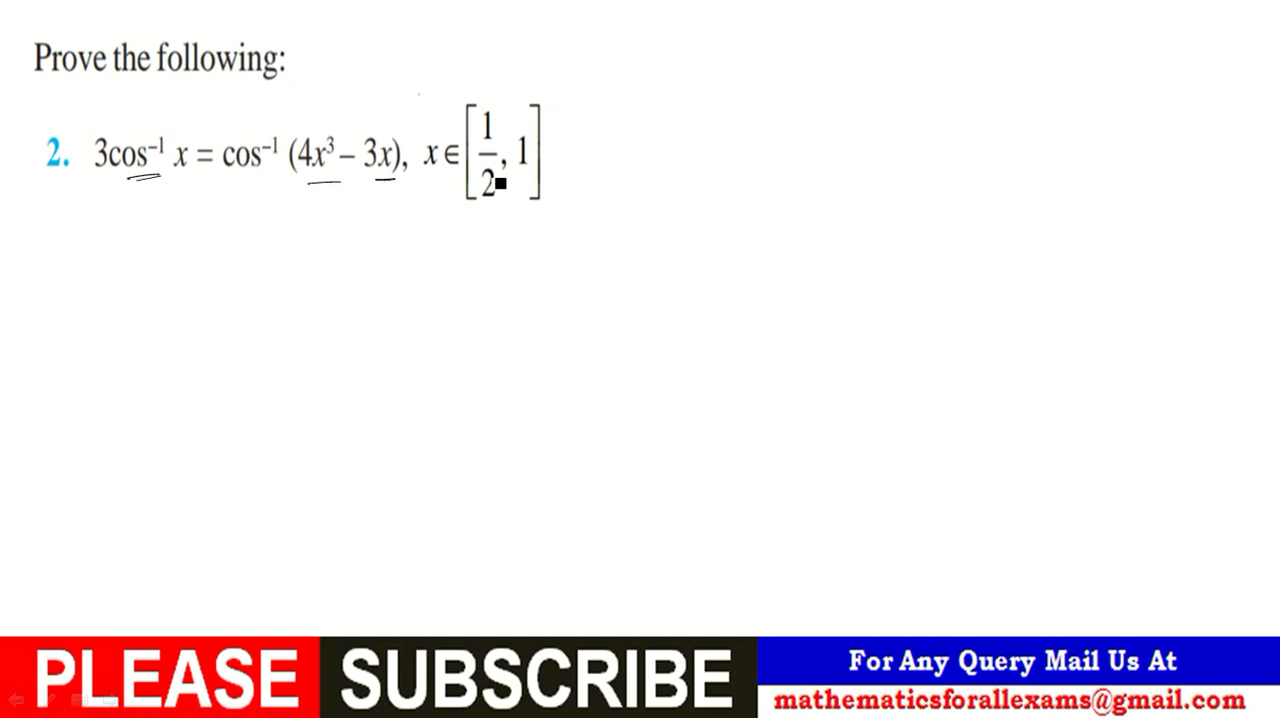 Prove the following:
2. 3cos⁻¹ x = cos⁻¹ (4x³ – 3x), x ∈ [1/2, 1]
PLEASE SUBSCRIBE
For Any Query Mail Us At
mathematicsforallexams@gmail.com